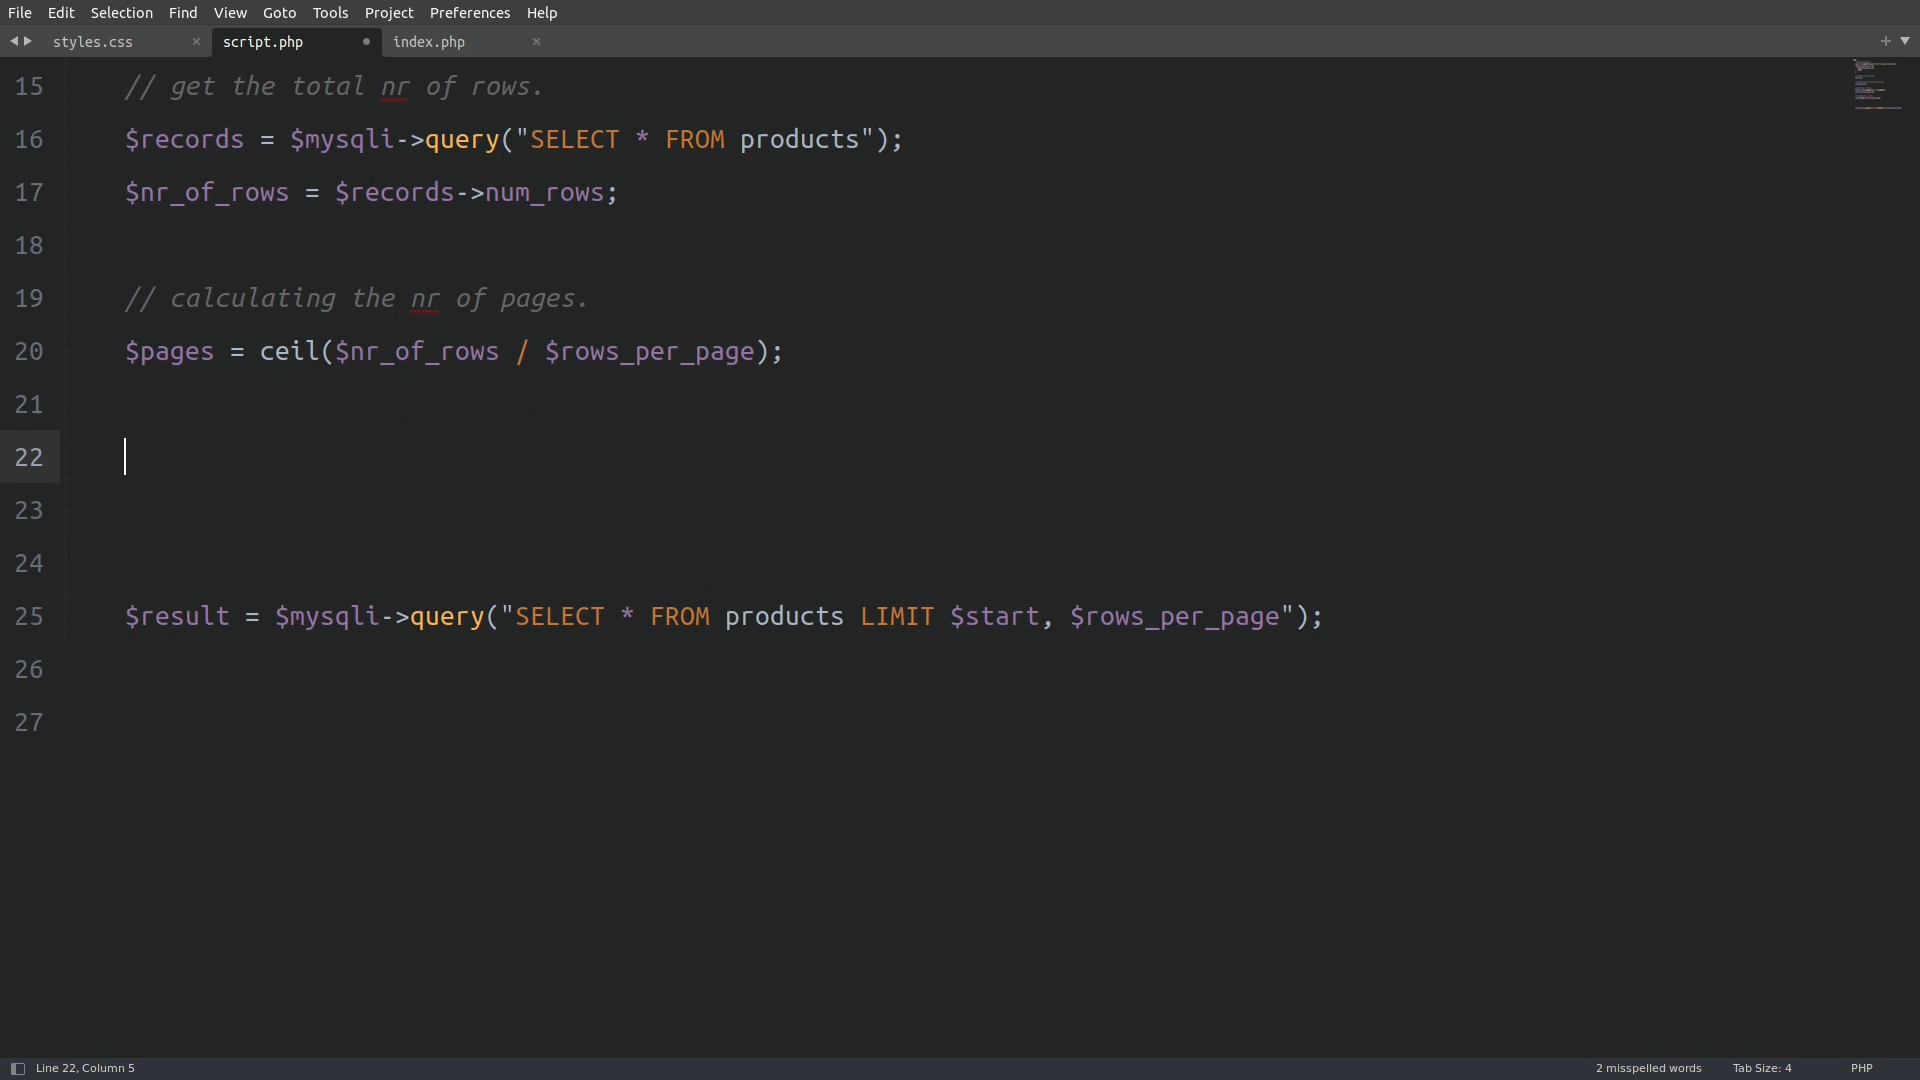 File Edit Selection Find View Goto Tools Project Preferences Help
styles.css × script.php index.php ×
15 // get the total nr of rows.
16 $records = $mysqli->query("SELECT * FROM products");
17 $nr_of_rows = $records->num_rows;
18
19 // calculating the nr of pages.
20 $pages = ceil($nr_of_rows / $rows_per_page);
21
22
23
24
25 $result = $mysqli->query("SELECT * FROM products LIMIT $start, $rows_per_page");
26
27
Line 22, Column 5 2 misspelled words Tab Size: 4 PHP